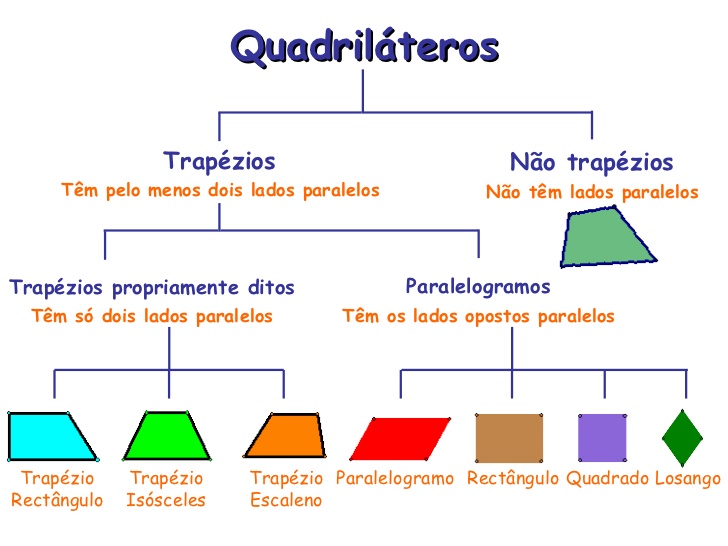 Quadriláteros
Trapézios
Não trapézios
Têm pelo menos dois lados paralelos
Não têm lados paralelos
Trapézios propriamente ditos
Paralelogramos
Têm só dois lados paralelos
Têm os lados opostos paralelos
Trapézio
Rectângulo
Trapézio
Isósceles
Trapézio
Escaleno
Paralelogramo
Rectângulo
Quadrado
Losango